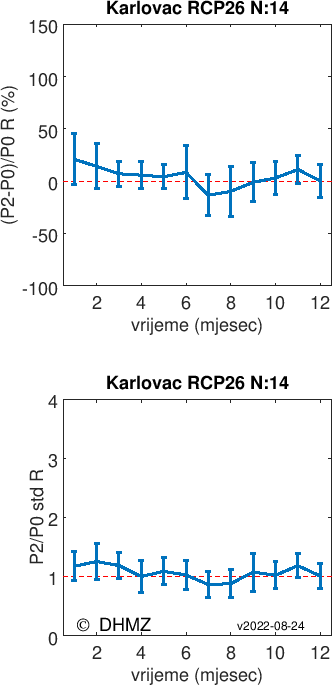 Karlovac RCP26 N:14
150
100
50
0
-50
-100
(P2-P0)/P0 R (%)
2 4 6 8 10 12
vrijeme (mjesec)
Karlovac RCP26 N:14
4
3
2
1
0
P2/P0 std R
© DHMZ
v2022-08-24
2 4 6 8 10 12
vrijeme (mjesec)